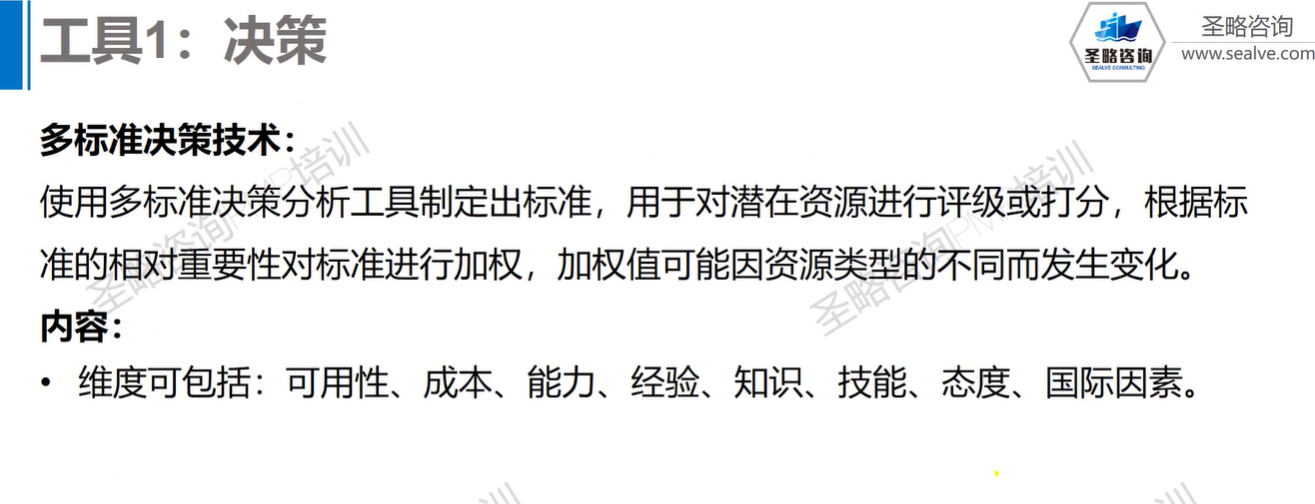 工具1：决策
圣略咨询
SEALVE CONSULTING
圣略咨询
www.sealve.com
多标准决策技术：
使用多标准决策分析工具制定出标准，用于对潜在资源进行评级或打分，根据标
准的相对重要性对标准进行加权，加权值可能因资源类型的不同而发生变化。
内容：
• 维度可包括：可用性、成本、能力、经验、知识、技能、态度、国际因素。
圣略咨询PMP培训
圣略咨询PMP培训
训
训